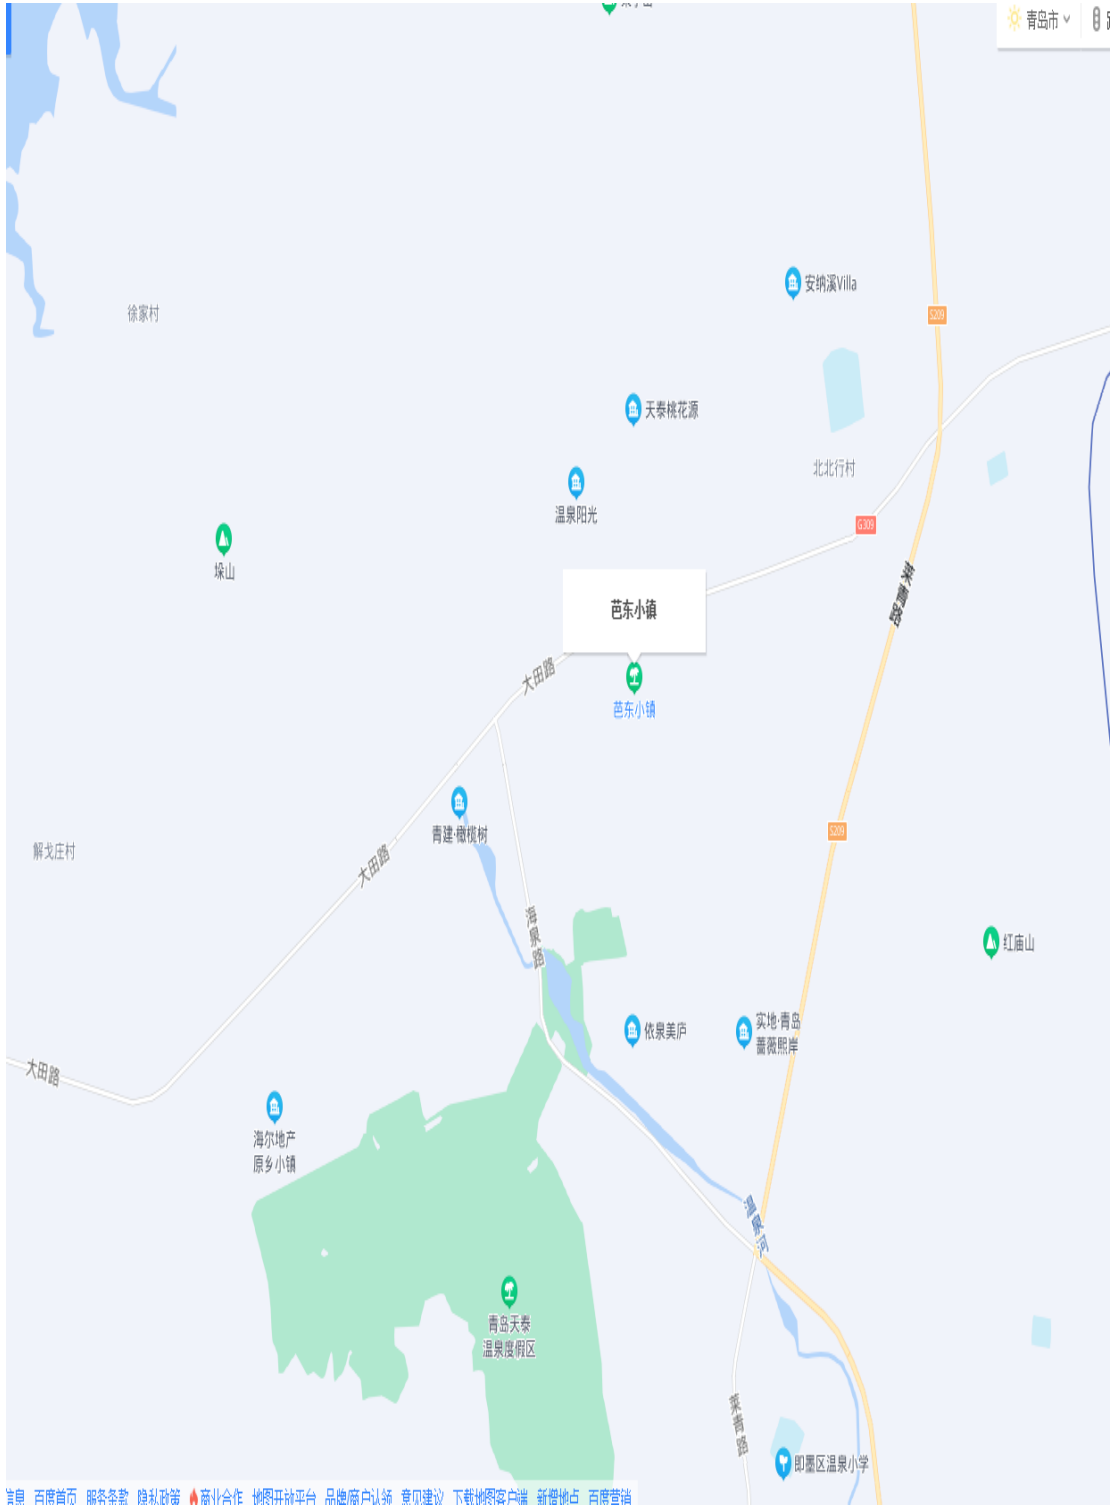 青岛市
安纳溪Villa
徐家村
S209
天泰桃花源
北北行村
温泉阳光
G309
垛山
莱青路
芭东小镇
大田路
芭东小镇
青建·橄榄树
S209
解戈庄村
大田路
海泉路
红庙山
实地·青岛
蔷薇熙岸
依泉美庐
大田路
海尔地产
原乡小镇
温泉河
青岛天泰
温泉度假区
莱青路
即墨区温泉小学
信息 百度首页 服务条款 隐私政策 商业合作 地图开放平台 品牌/商户认领 意见建议 下载地图客户端 新增地点 百度营销